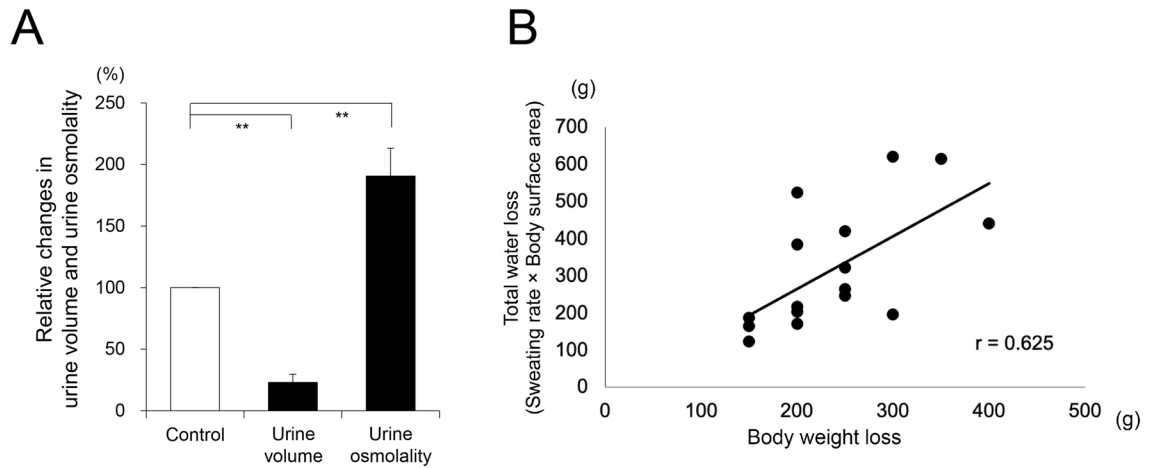 A
(%)
Relative changes in
urine volume and urine osmolality
250
200
150
100
50
0
**
**
Control
Urine
volume
Urine
osmolality
B
(g)
Total water loss
(Sweating rate × Body surface area)
700
600
500
400
300
200
100
0
r = 0.625
0
100
200
300
400
500
(g)
Body weight loss